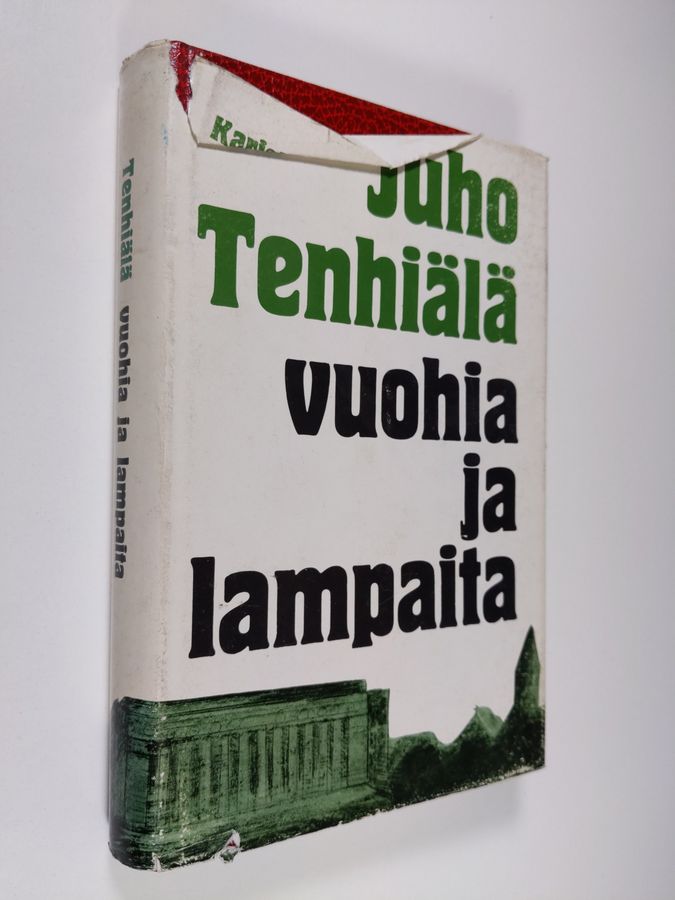 Juho
Tenhiälä
vuohia
ja
lampaita
Tenhiälä vuohia ja lampaita